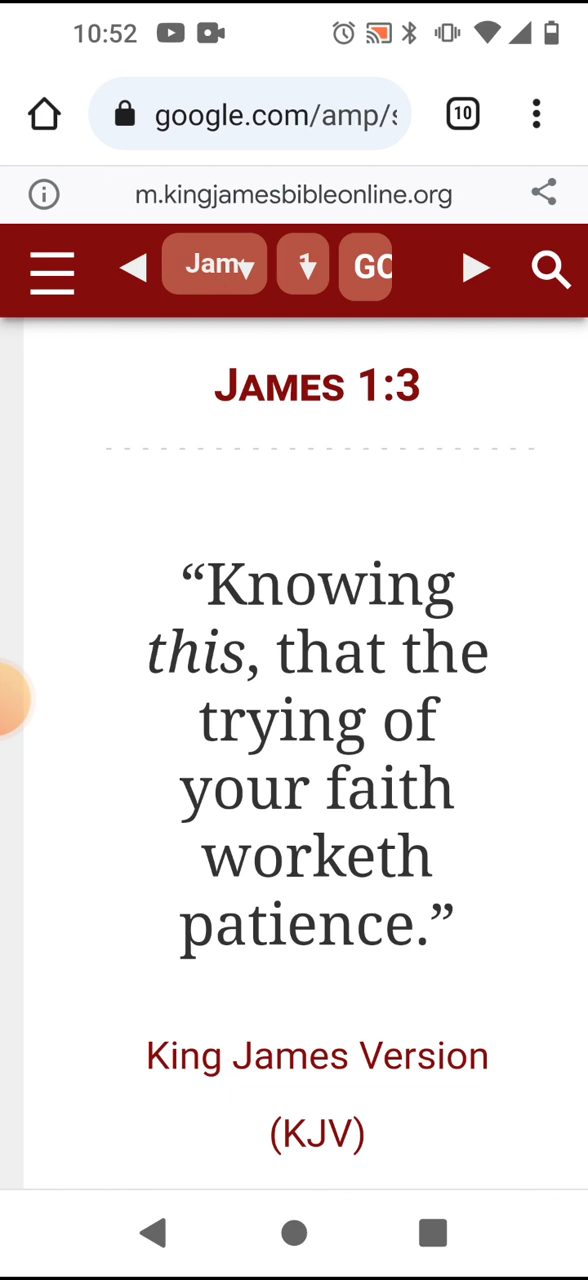 10:52
google.com/amp/s
10
m.kingjamesbibleonline.org
Jam
1
GO
JAMES 1:3
“Knowing
this, that the
trying of
your faith
worketh
patience.”
King James Version
(KJV)